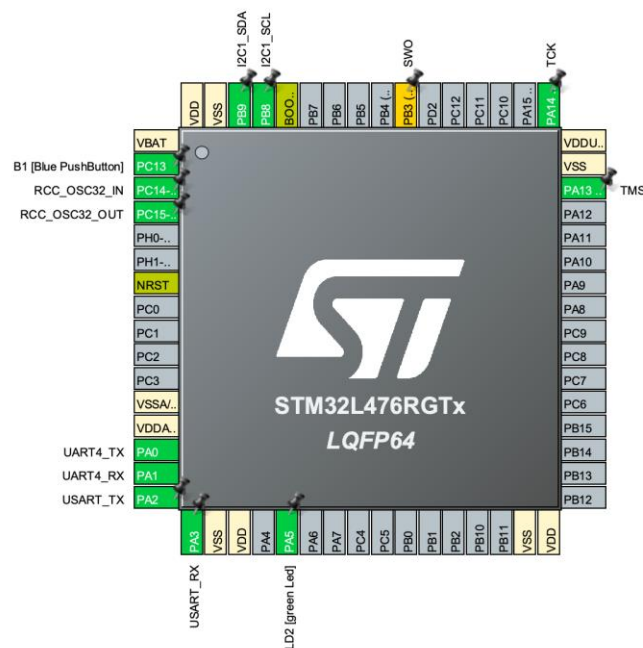 I2C1_SDA
I2C1_SCL
SWO
TCK
VDD
VSS
PB9
PB8
BOO..
PB7
PB6
PB5
PB4 (..
PB3 (..
PD2
PC12
PC11
PC10
PA15 ..
PA14
VBAT
B1 [Blue PushButton] PC13
RCC_OSC32_IN PC14-..
RCC_OSC32_OUT PC15-..
PH0-..
PH1-..
NRST
PC0
PC1
PC2
PC3
VSSA/..
VDDA..
UART4_TX PA0
UART4_RX PA1
USART_TX PA2
ST
STM32L476RGTx
LQFP64
VDDU..
VSS
PA13 .. TMS
PA12
PA11
PA10
PA9
PA8
PC9
PC8
PC7
PC6
PB15
PB14
PB13
PB12
PA3
VSS
VDD
PA4
PA5
PA6
PA7
PC4
PC5
PB0
PB1
PB2
PB10
PB11
VSS
VDD
USART_RX
LD2 [green Led]